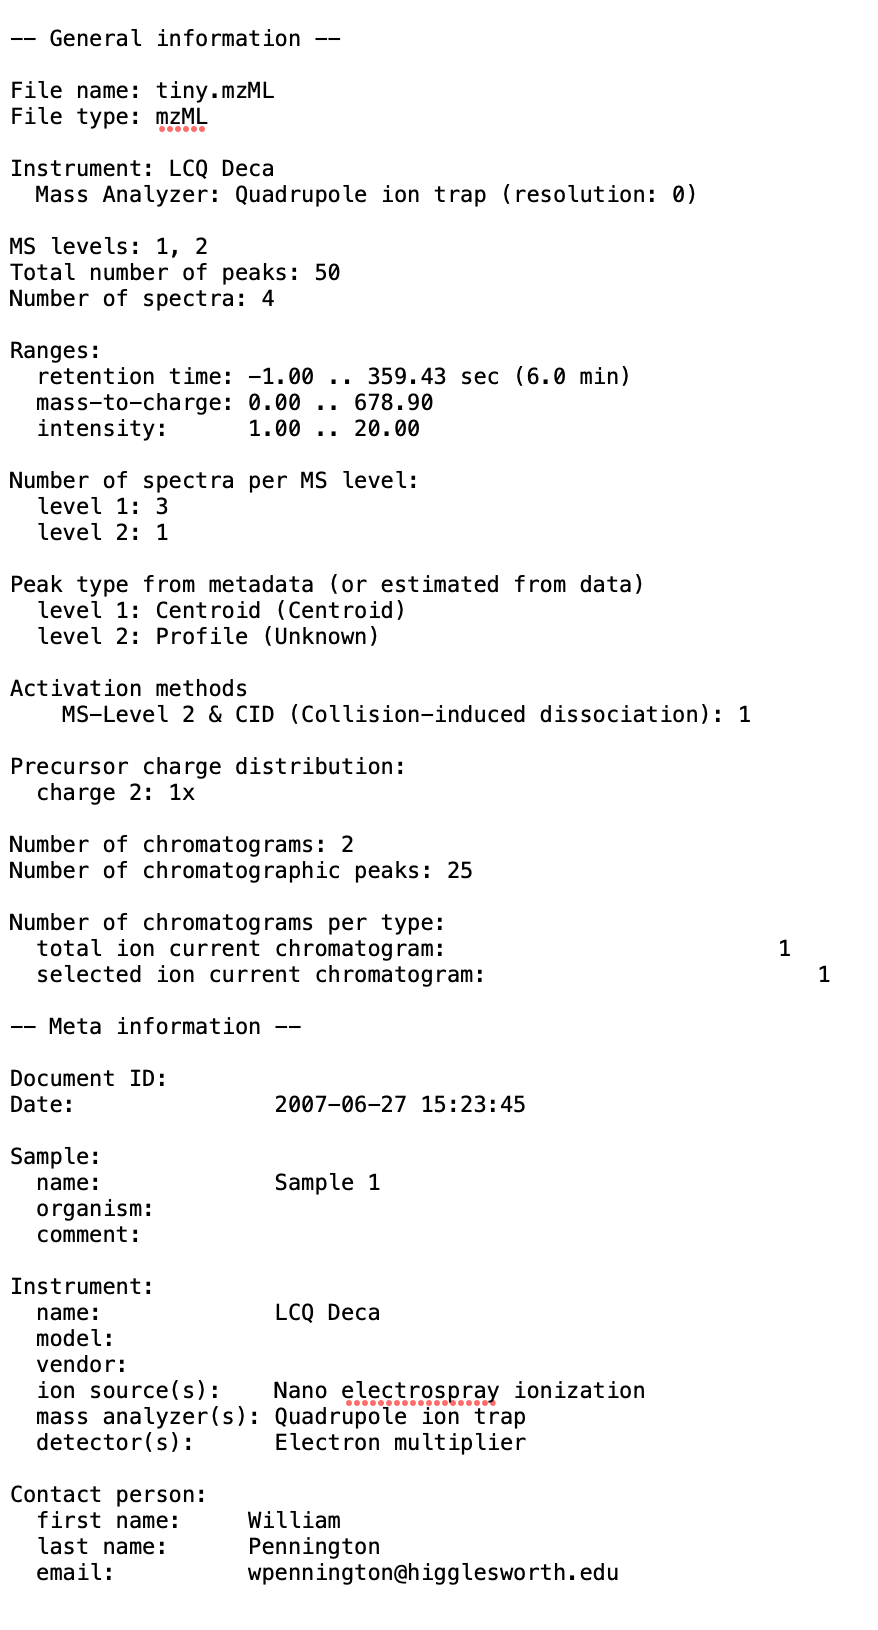 -- General information --
File name: tiny.mzML
File type: mzML
Instrument: LCQ Deca
Mass Analyzer: Quadrupole ion trap (resolution: 0)
MS levels: 1, 2
Total number of peaks: 50
Number of spectra: 4
Ranges:
retention time: -1.00 .. 359.43 sec (6.0 min)
mass-to-charge: 0.00 .. 678.90
intensity: 1.00 .. 20.00
Number of spectra per MS level:
level 1: 3
level 2: 1
Peak type from metadata (or estimated from data)
level 1: Centroid (Centroid)
level 2: Profile (Unknown)
Activation methods
MS-Level 2 & CID (Collision-induced dissociation): 1
Precursor charge distribution:
charge 2: 1x
Number of chromatograms: 2
Number of chromatographic peaks: 25
Number of chromatograms per type:
total ion current chromatogram: 1
selected ion current chromatogram: 1
-- Meta information --
Document ID:
Date: 2007-06-27 15:23:45
Sample:
name: Sample 1
organism:
comment:
Instrument:
name: LCQ Deca
model:
vendor:
ion source(s): Nano electrospray ionization
mass analyzer(s): Quadrupole ion trap
detector(s): Electron multiplier
Contact person:
first name: William
last name: Pennington
email: wpennington@higglesworth.edu